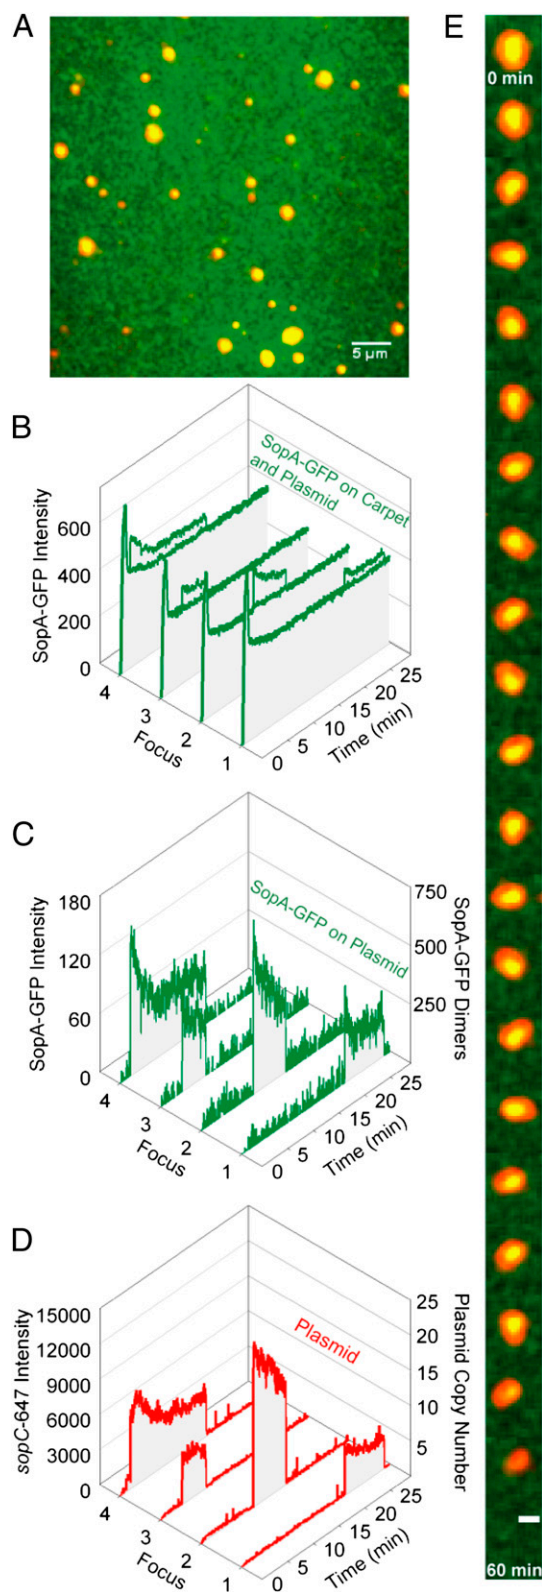 A
5 µm
B
SopA-GFP on Carpet
and Plasmid
SopA-GFP Intensity
600
400
200
0
4
3
2
1
Focus
0
5
10
15
20
25
Time (min)
C
SopA-GFP on Plasmid
SopA-GFP Intensity
180
120
60
0
SopA-GFP Dimers
750
500
250
4
3
2
1
Focus
0
5
10
15
20
25
Time (min)
D
Plasmid
sopC-647 Intensity
15000
12000
9000
6000
3000
0
Plasmid Copy Number
25
20
15
10
5
4
3
2
1
Focus
0
5
10
15
20
25
Time (min)
E
0 min
60 min